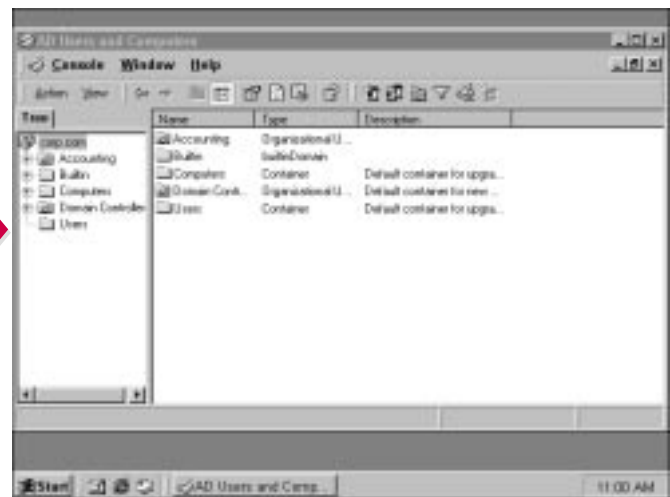 AD Users and Computers
Console Window Help
Action View
Tree
Name Type Description
corp.com
Accounting
Builtin
Computers
Domain Controller
Users
Accounting Organizational U...
Builtin builtinDomain
Computers Container Default container for upgra...
Domain Cont... Organizational U... Default container for new ...
Users Container Default container for upgra...
Start AD Users and Comp... 11:00 AM